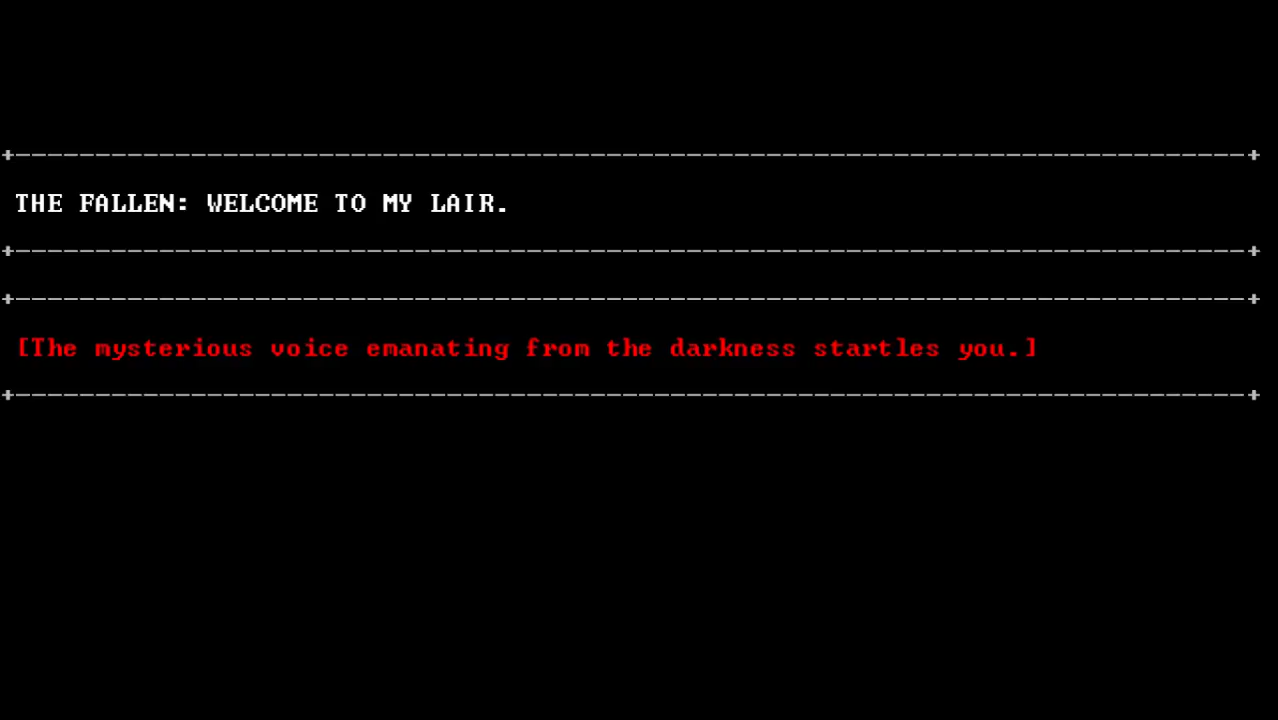 THE FALLEN: WELCOME TO MY LAIR.
[The mysterious voice emanating from the darkness startles you.]